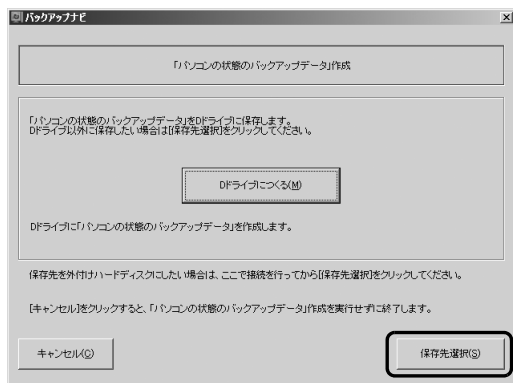 バックアップナビ
「パソコンの状態のバックアップデータ」作成
「パソコンの状態のバックアップデータ」をDドライブに保存します。
Dドライブ以外に保存したい場合は[保存先選択]をクリックしてください。
Dドライブにつくる(M)
Dドライブに「パソコンの状態のバックアップデータ」を作成します。
保存先を外付けハードディスクにしたい場合は、ここで接続を行ってから[保存先選択]をクリックしてください。
[キャンセル]をクリックすると、「パソコンの状態のバックアップデータ」作成を実行せずに終了します。
キャンセル(C)
保存先選択(S)